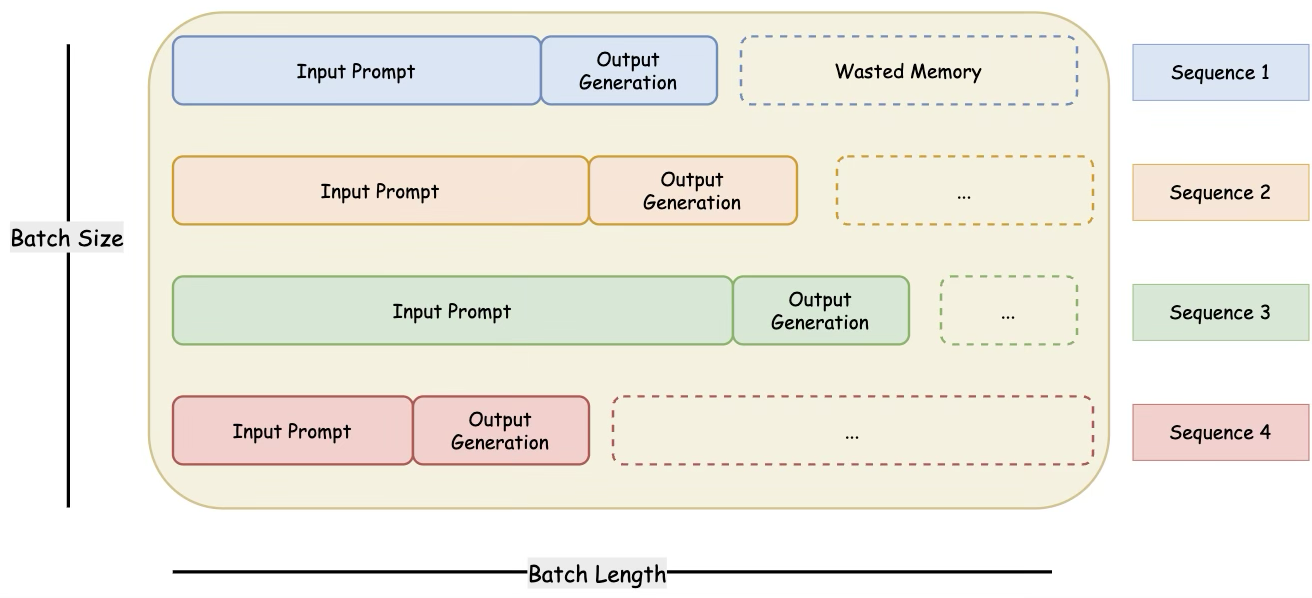 Input Prompt
Output
Generation
Wasted Memory
Sequence 1
Input Prompt
Output
Generation
...
Sequence 2
Batch Size
Input Prompt
Output
Generation
...
Sequence 3
Input Prompt
Output
Generation
...
Sequence 4
Batch Length